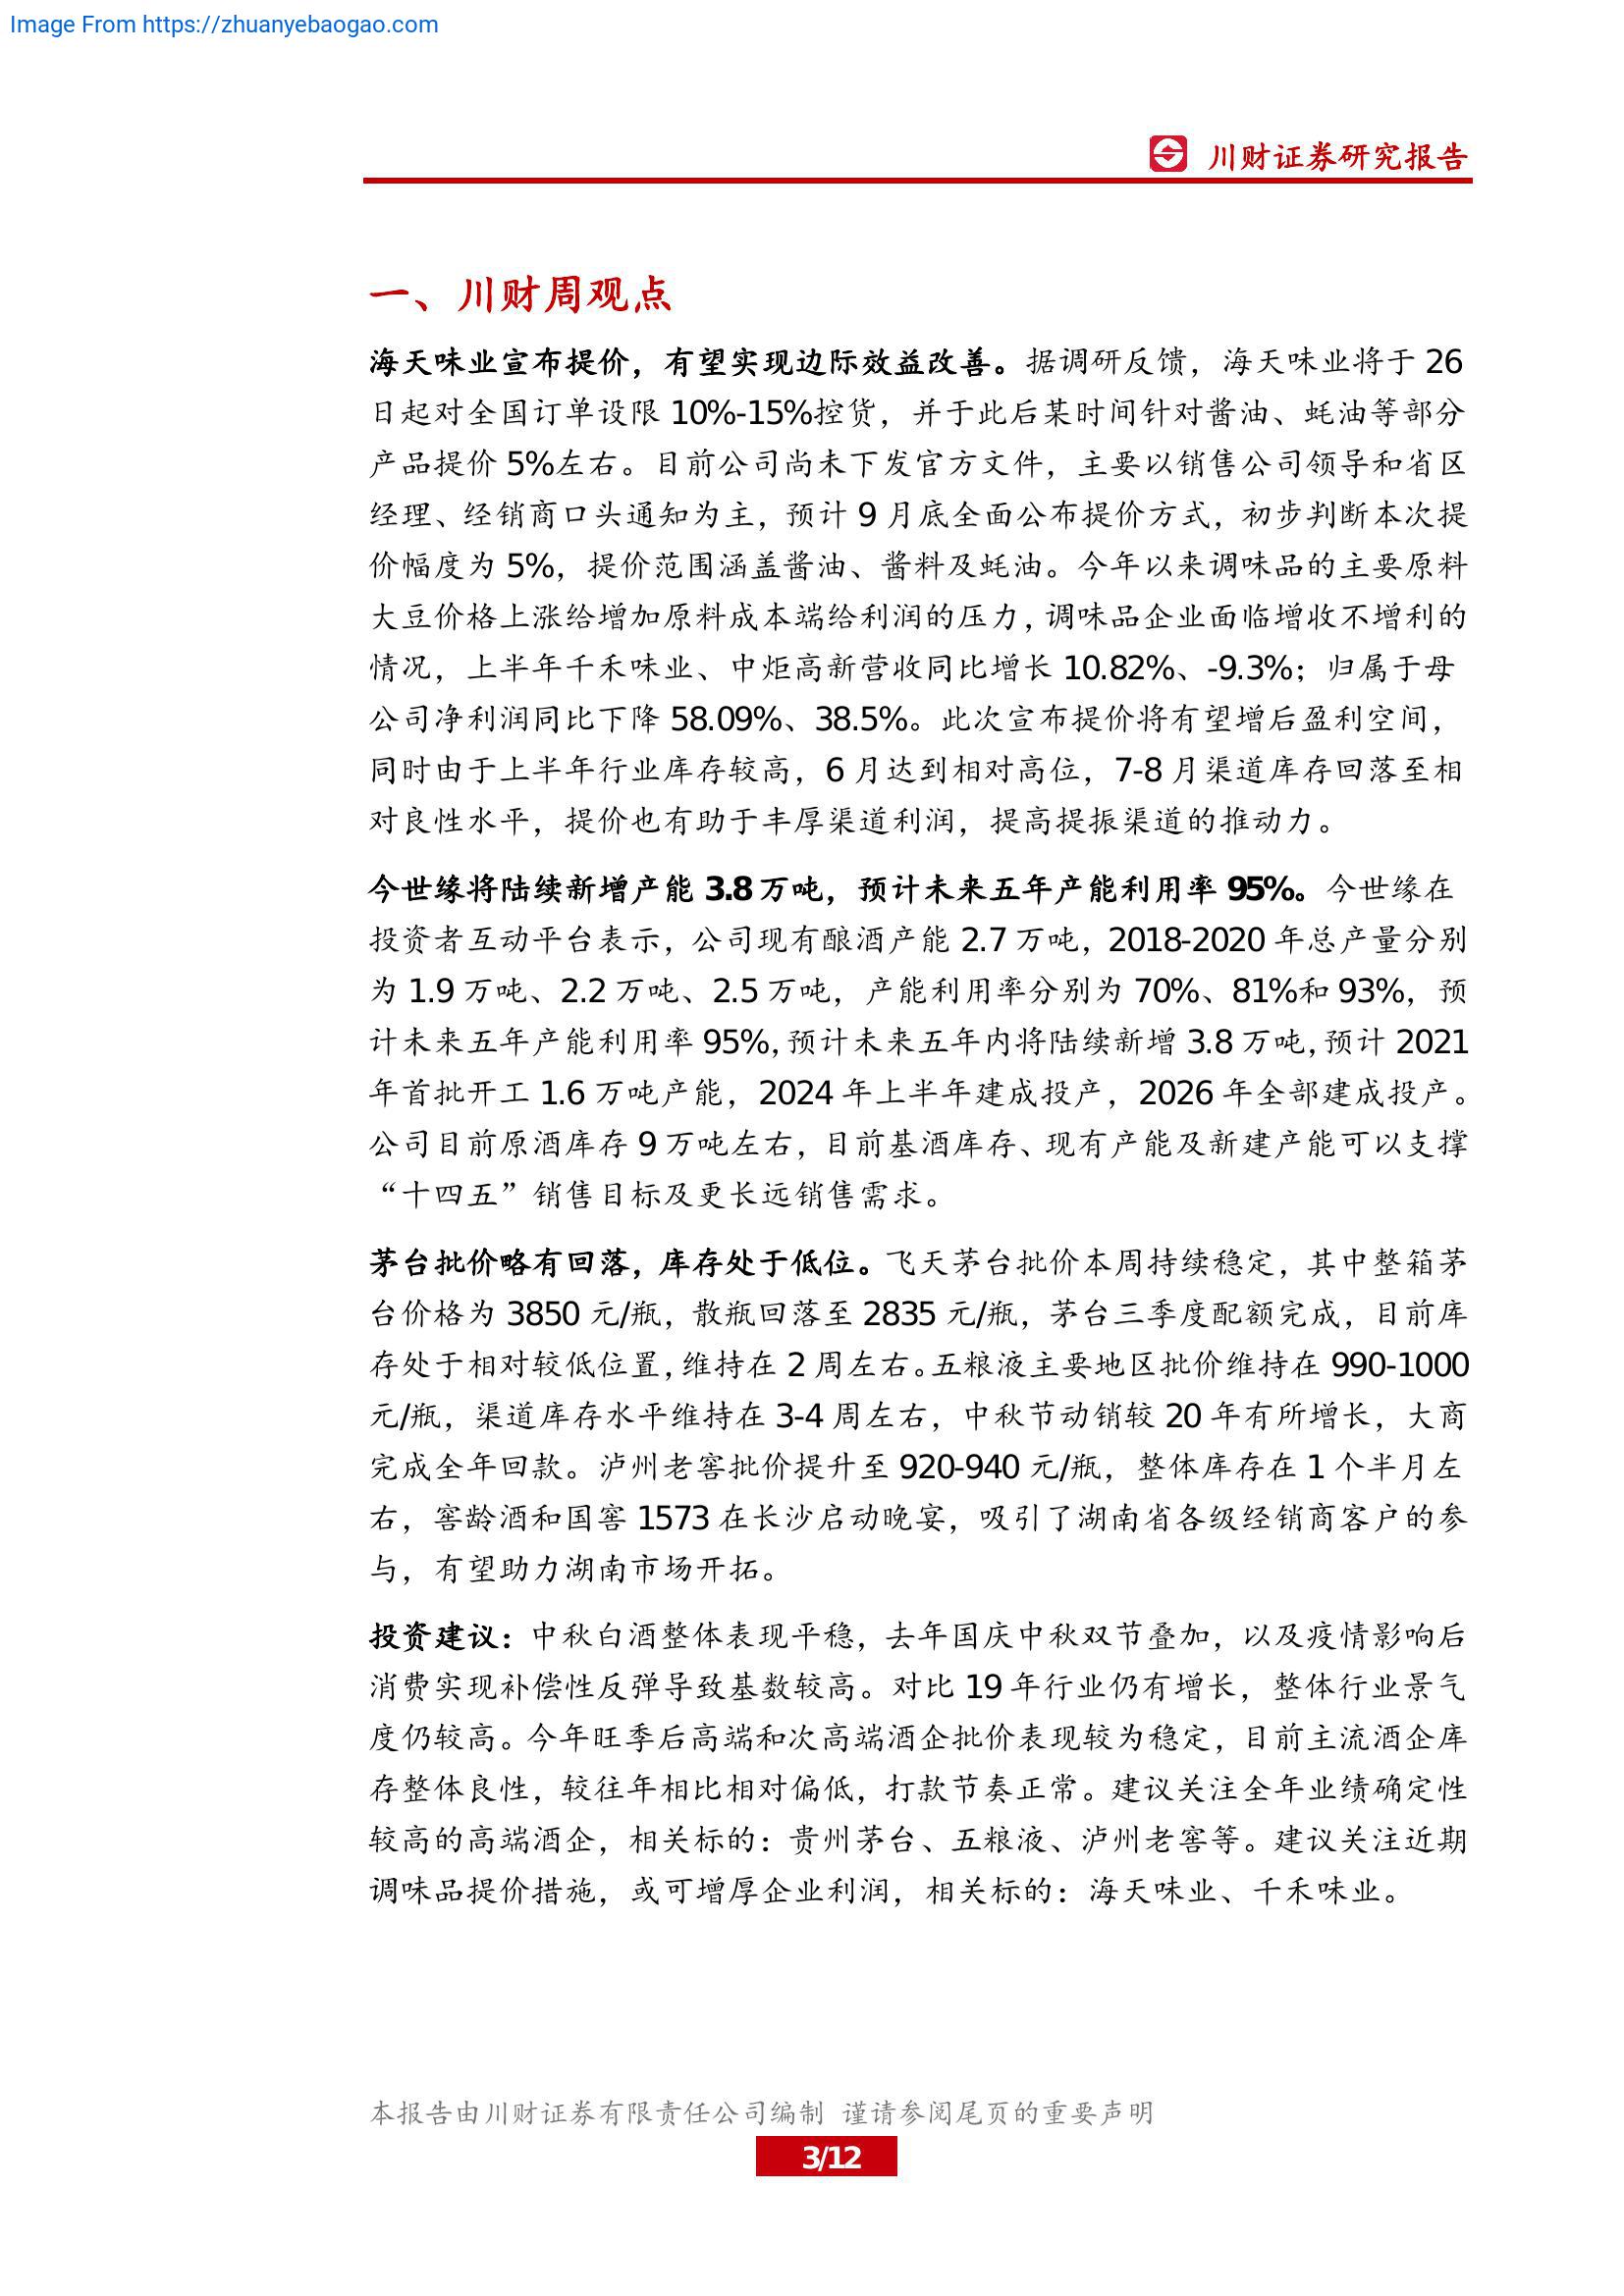 Image From https://zhuanyebaogao.com
川财证券研究报告
一、川财周观点
海天味业宣布提价，有望实现边际效益改善。据调研反馈，海天味业将于 26
日起对全国订单设限 10%-15%控货，并于此后某时间针对酱油、蚝油等部分
产品提价 5%左右。目前公司尚未下发官方文件，主要以销售公司领导和省区
经理、经销商口头通知为主，预计 9 月底全面公布提价方式，初步判断本次提
价幅度为 5%，提价范围涵盖酱油、酱料及蚝油。今年以来调味品的主要原料
大豆价格上涨给增加原料成本端给利润的压力，调味品企业面临增收不增利的
情况，上半年千禾味业、中炬高新营收同比增长 10.82%、-9.3%；归属于母
公司净利润同比下降 58.09%、38.5%。此次宣布提价将有望增后盈利空间，
同时由于上半年行业库存较高，6 月达到相对高位，7-8 月渠道库存回落至相
对良性水平，提价也有助于丰厚渠道利润，提高提振渠道的推动力。
今世缘将陆续新增产能 3.8 万吨，预计未来五年产能利用率 95%。今世缘在
投资者互动平台表示，公司现有酿酒产能 2.7 万吨，2018-2020 年总产量分别
为 1.9 万吨、2.2 万吨、2.5 万吨，产能利用率分别为 70%、81%和 93%，预
计未来五年产能利用率 95%，预计未来五年内将陆续新增 3.8 万吨，预计 2021
年首批开工 1.6 万吨产能，2024 年上半年建成投产，2026 年全部建成投产。
公司目前原酒库存 9 万吨左右，目前基酒库存、现有产能及新建产能可以支撑
“十四五”销售目标及更长远销售需求。
茅台批价略有回落，库存处于低位。飞天茅台批价本周持续稳定，其中整箱茅
台价格为 3850 元/瓶，散瓶回落至 2835 元/瓶，茅台三季度配额完成，目前库
存处于相对较低位置，维持在 2 周左右。五粮液主要地区批价维持在 990-1000
元/瓶，渠道库存水平维持在 3-4 周左右，中秋节动销较 20 年有所增长，大商
完成全年回款。泸州老窖批价提升至 920-940 元/瓶，整体库存在 1 个半月左
右，窖龄酒和国窖 1573 在长沙启动晚宴，吸引了湖南省各级经销商客户的参
与，有望助力湖南市场开拓。
投资建议：中秋白酒整体表现平稳，去年国庆中秋双节叠加，以及疫情影响后
消费实现补偿性反弹导致基数较高。对比 19 年行业仍有增长，整体行业景气
度仍较高。今年旺季后高端和次高端酒企批价表现较为稳定，目前主流酒企库
存整体良性，较往年相比相对偏低，打款节奏正常。建议关注全年业绩确定性
较高的高端酒企，相关标的：贵州茅台、五粮液、泸州老窖等。建议关注近期
调味品提价措施，或可增厚企业利润，相关标的：海天味业、千禾味业。
本报告由川财证券有限责任公司编制 谨请参阅尾页的重要声明
3/12